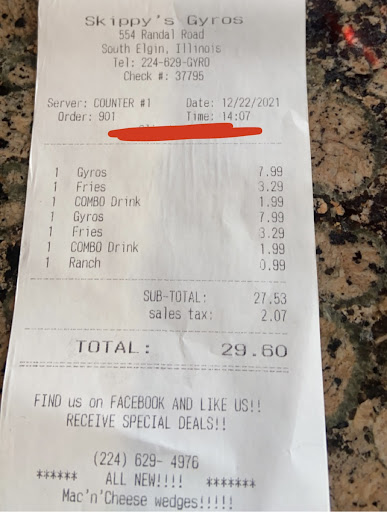 Skippy's Gyros
554 Randal Road
South Elgin, Illinois
Tel: 224-629-GYRO
Check #: 37795
Server: COUNTER #1 Date: 12/22/2021
Order: 901 Time: 14:07
1 Gyros 7.99
1 Fries 3.29
1 COMBO Drink 1.99
1 Gyros 7.99
1 Fries 3.29
1 COMBO Drink 1.99
1 Ranch 0.99
SUB-TOTAL: 27.53
sales tax: 2.07
TOTAL: 29.60
FIND us on FACEBOOK AND LIKE US!!
RECEIVE SPECIAL DEALS!!
(224) 629- 4976
****** ALL NEW!!!! *******
Mac'n'Cheese wedges!!!!!